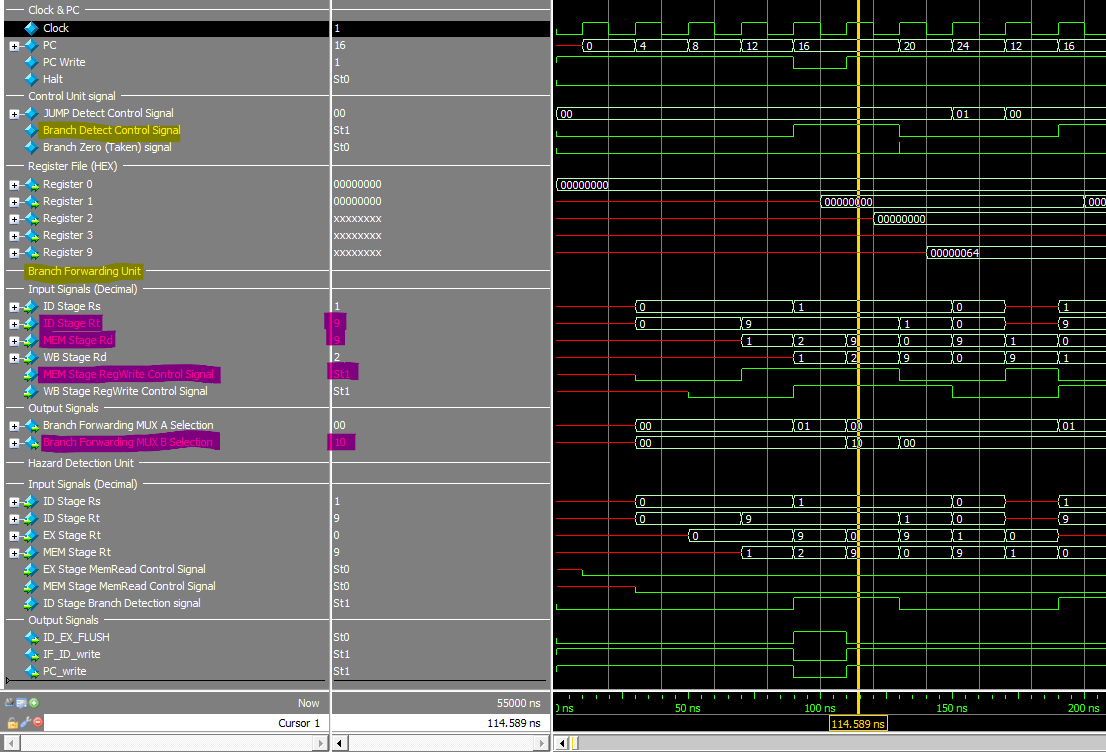 Clock & PC
Clock 1
PC 16 0 4 8 12 16 20 24 12 16
PC Write 1
Halt St0
Control Unit signal
JUMP Detect Control Signal 00 00 01 00
Branch Detect Control Signal St1
Branch Zero (Taken) signal St0
Register File (HEX)
Register 0 00000000 00000000
Register 1 00000000 00000000 000
Register 2 xxxxxxxx 00000000
Register 3 xxxxxxxx
Register 9 xxxxxxxx 00000064
Branch Forwarding Unit
Input Signals (Decimal)
ID Stage Rs 1 0 1 0 1
ID Stage Rt 9 0 9 1 0 9
MEM Stage Rd 9 1 2 9 0 9 1 0
WB Stage Rd 2 1 2 9 0 9 1
MEM Stage RegWrite Control Signal St1
WB Stage RegWrite Control Signal St1
Output Signals
Branch Forwarding MUX A Selection 00 00 01 00 01
Branch Forwarding MUX B Selection 10 00 10 00
Hazard Detection Unit
Input Signals (Decimal)
ID Stage Rs 1 0 1 0 1
ID Stage Rt 9 0 9 1 0 9
EX Stage Rt 0 0 9 0 9 1 0
MEM Stage Rt 9 1 2 9 0 9 1 0
EX Stage MemRead Control Signal St0
MEM Stage MemRead Control Signal St0
ID Stage Branch Detection signal St1
Output Signals
ID_EX_FLUSH St0
IF_ID_write St1
PC_write St1
Now 55000 ns 0 ns 50 ns 100 ns 150 ns 200 ns
Cursor 1 114.589 ns 114.589 ns